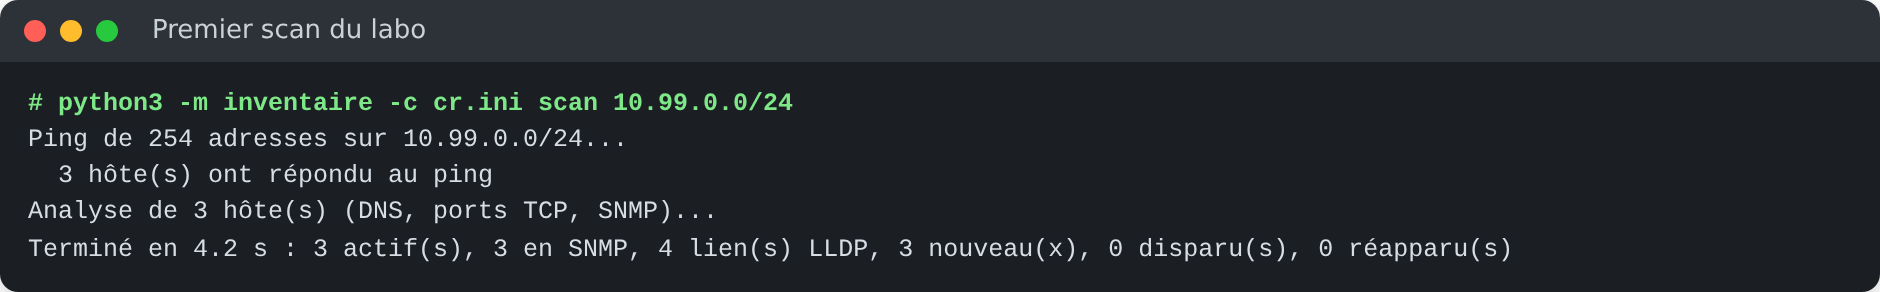 Premier scan du labo
# python3 -m inventaire -c cr.ini scan 10.99.0.0/24
Ping de 254 adresses sur 10.99.0.0/24...
  3 hôte(s) ont répondu au ping
Analyse de 3 hôte(s) (DNS, ports TCP, SNMP)...
Terminé en 4.2 s : 3 actif(s), 3 en SNMP, 4 lien(s) LLDP, 3 nouveau(x), 0 disparu(s), 0 réapparu(s)